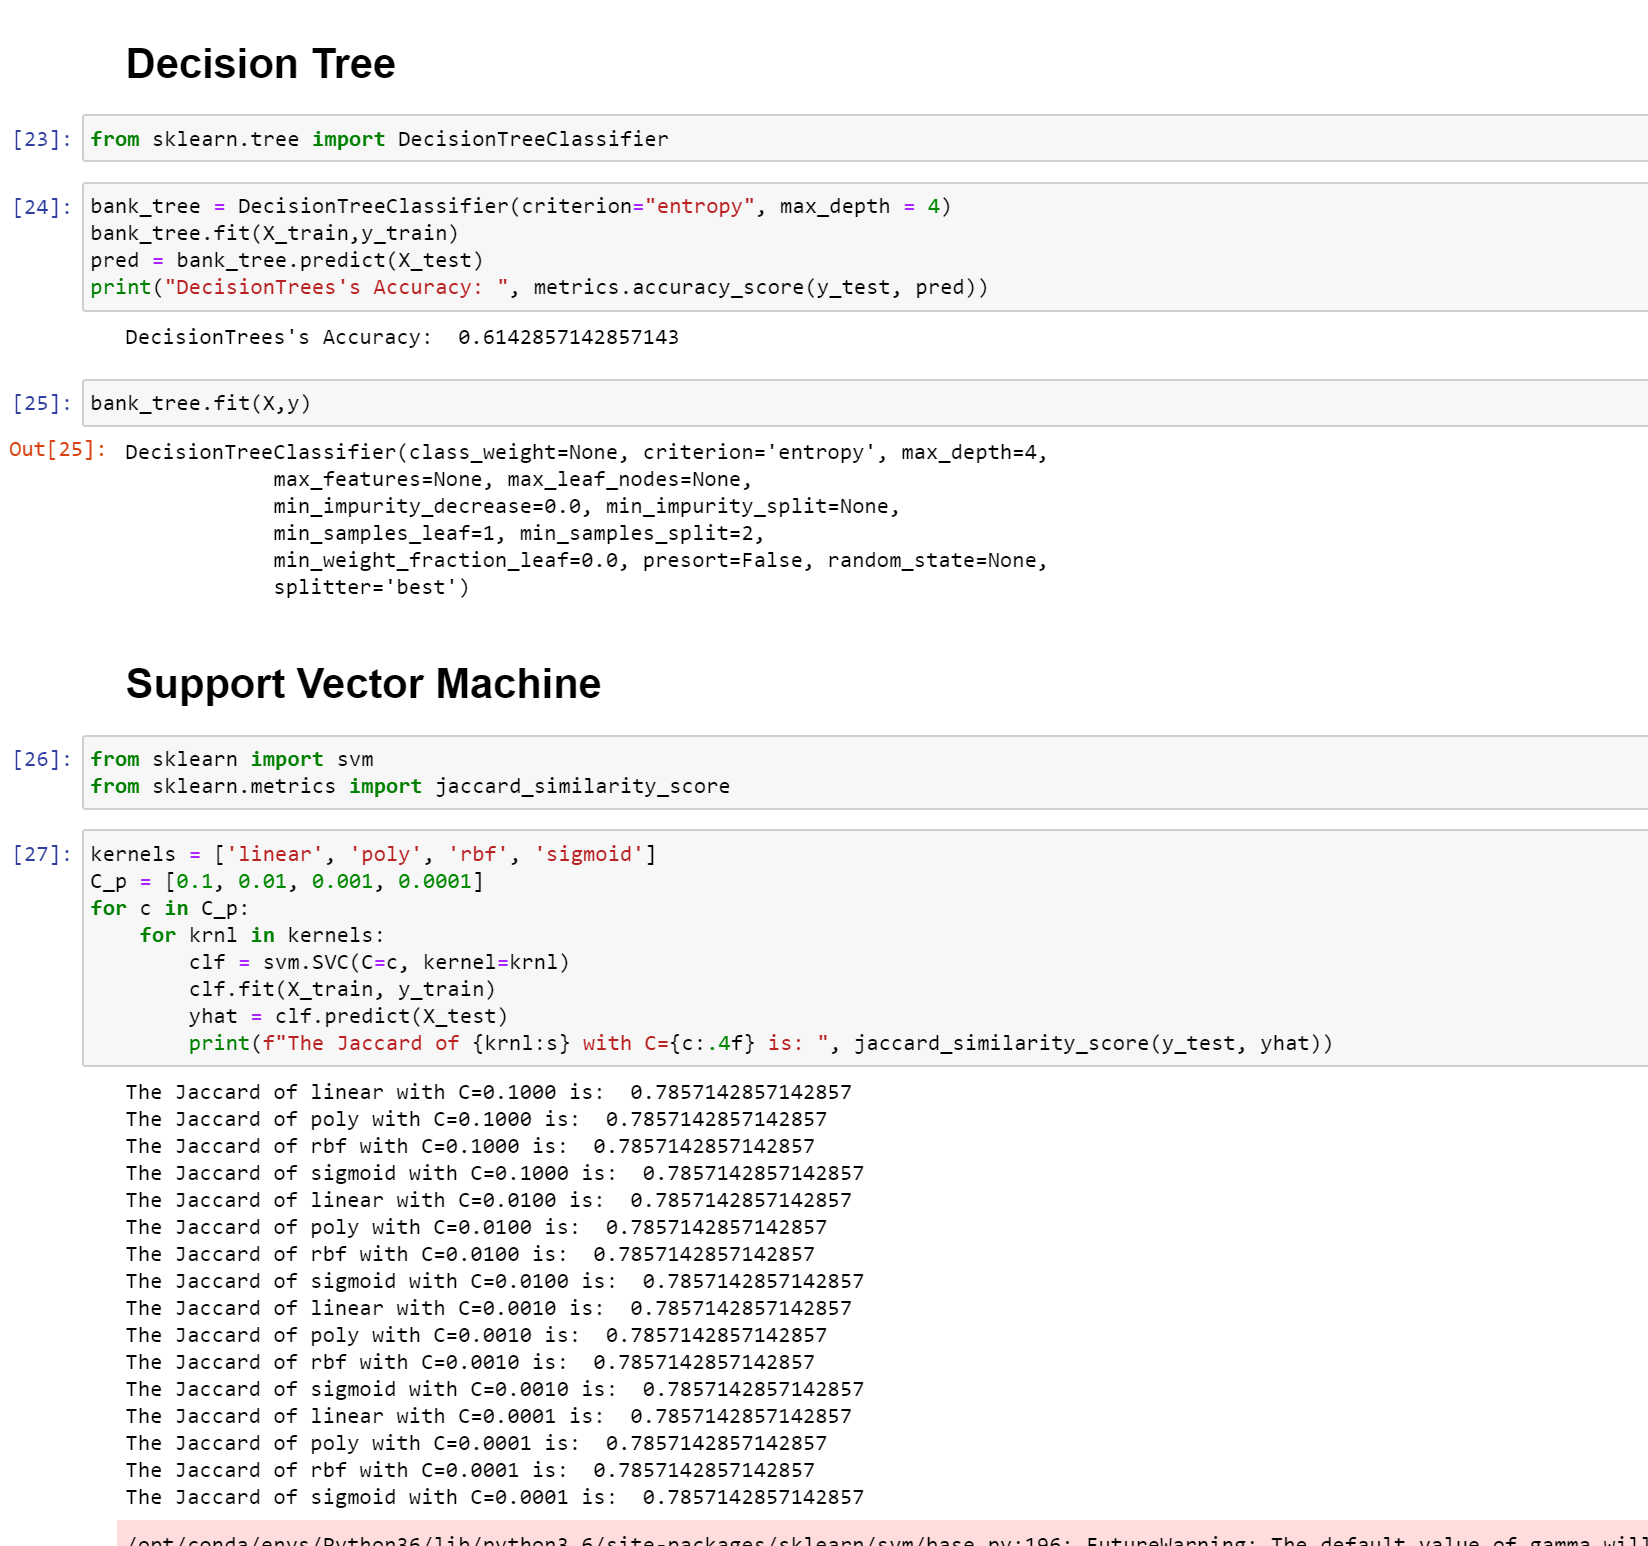 Decision Tree
[23]: from sklearn.tree import DecisionTreeClassifier
[24]: bank_tree = DecisionTreeClassifier(criterion="entropy", max_depth = 4)
bank_tree.fit(X_train,y_train)
pred = bank_tree.predict(X_test)
print("DecisionTrees's Accuracy: ", metrics.accuracy_score(y_test, pred))
DecisionTrees's Accuracy:  0.6142857142857143
[25]: bank_tree.fit(X,y)
Out[25]: DecisionTreeClassifier(class_weight=None, criterion='entropy', max_depth=4,
max_features=None, max_leaf_nodes=None,
min_impurity_decrease=0.0, min_impurity_split=None,
min_samples_leaf=1, min_samples_split=2,
min_weight_fraction_leaf=0.0, presort=False, random_state=None,
splitter='best')
Support Vector Machine
[26]: from sklearn import svm
from sklearn.metrics import jaccard_similarity_score
[27]: kernels = ['linear', 'poly', 'rbf', 'sigmoid']
C_p = [0.1, 0.01, 0.001, 0.0001]
for c in C_p:
    for krnl in kernels:
        clf = svm.SVC(C=c, kernel=krnl)
        clf.fit(X_train, y_train)
        yhat = clf.predict(X_test)
        print(f"The Jaccard of {krnl:s} with C={c:.4f} is: ", jaccard_similarity_score(y_test, yhat))
The Jaccard of linear with C=0.1000 is:  0.7857142857142857
The Jaccard of poly with C=0.1000 is:  0.7857142857142857
The Jaccard of rbf with C=0.1000 is:  0.7857142857142857
The Jaccard of sigmoid with C=0.1000 is:  0.7857142857142857
The Jaccard of linear with C=0.0100 is:  0.7857142857142857
The Jaccard of poly with C=0.0100 is:  0.7857142857142857
The Jaccard of rbf with C=0.0100 is:  0.7857142857142857
The Jaccard of sigmoid with C=0.0100 is:  0.7857142857142857
The Jaccard of linear with C=0.0010 is:  0.7857142857142857
The Jaccard of poly with C=0.0010 is:  0.7857142857142857
The Jaccard of rbf with C=0.0010 is:  0.7857142857142857
The Jaccard of sigmoid with C=0.0010 is:  0.7857142857142857
The Jaccard of linear with C=0.0001 is:  0.7857142857142857
The Jaccard of poly with C=0.0001 is:  0.7857142857142857
The Jaccard of rbf with C=0.0001 is:  0.7857142857142857
The Jaccard of sigmoid with C=0.0001 is:  0.7857142857142857
/opt/conda/envs/Python36/lib/python3.6/site-packages/sklearn/svm/base.py:196: FutureWarning: The default value of gamma will